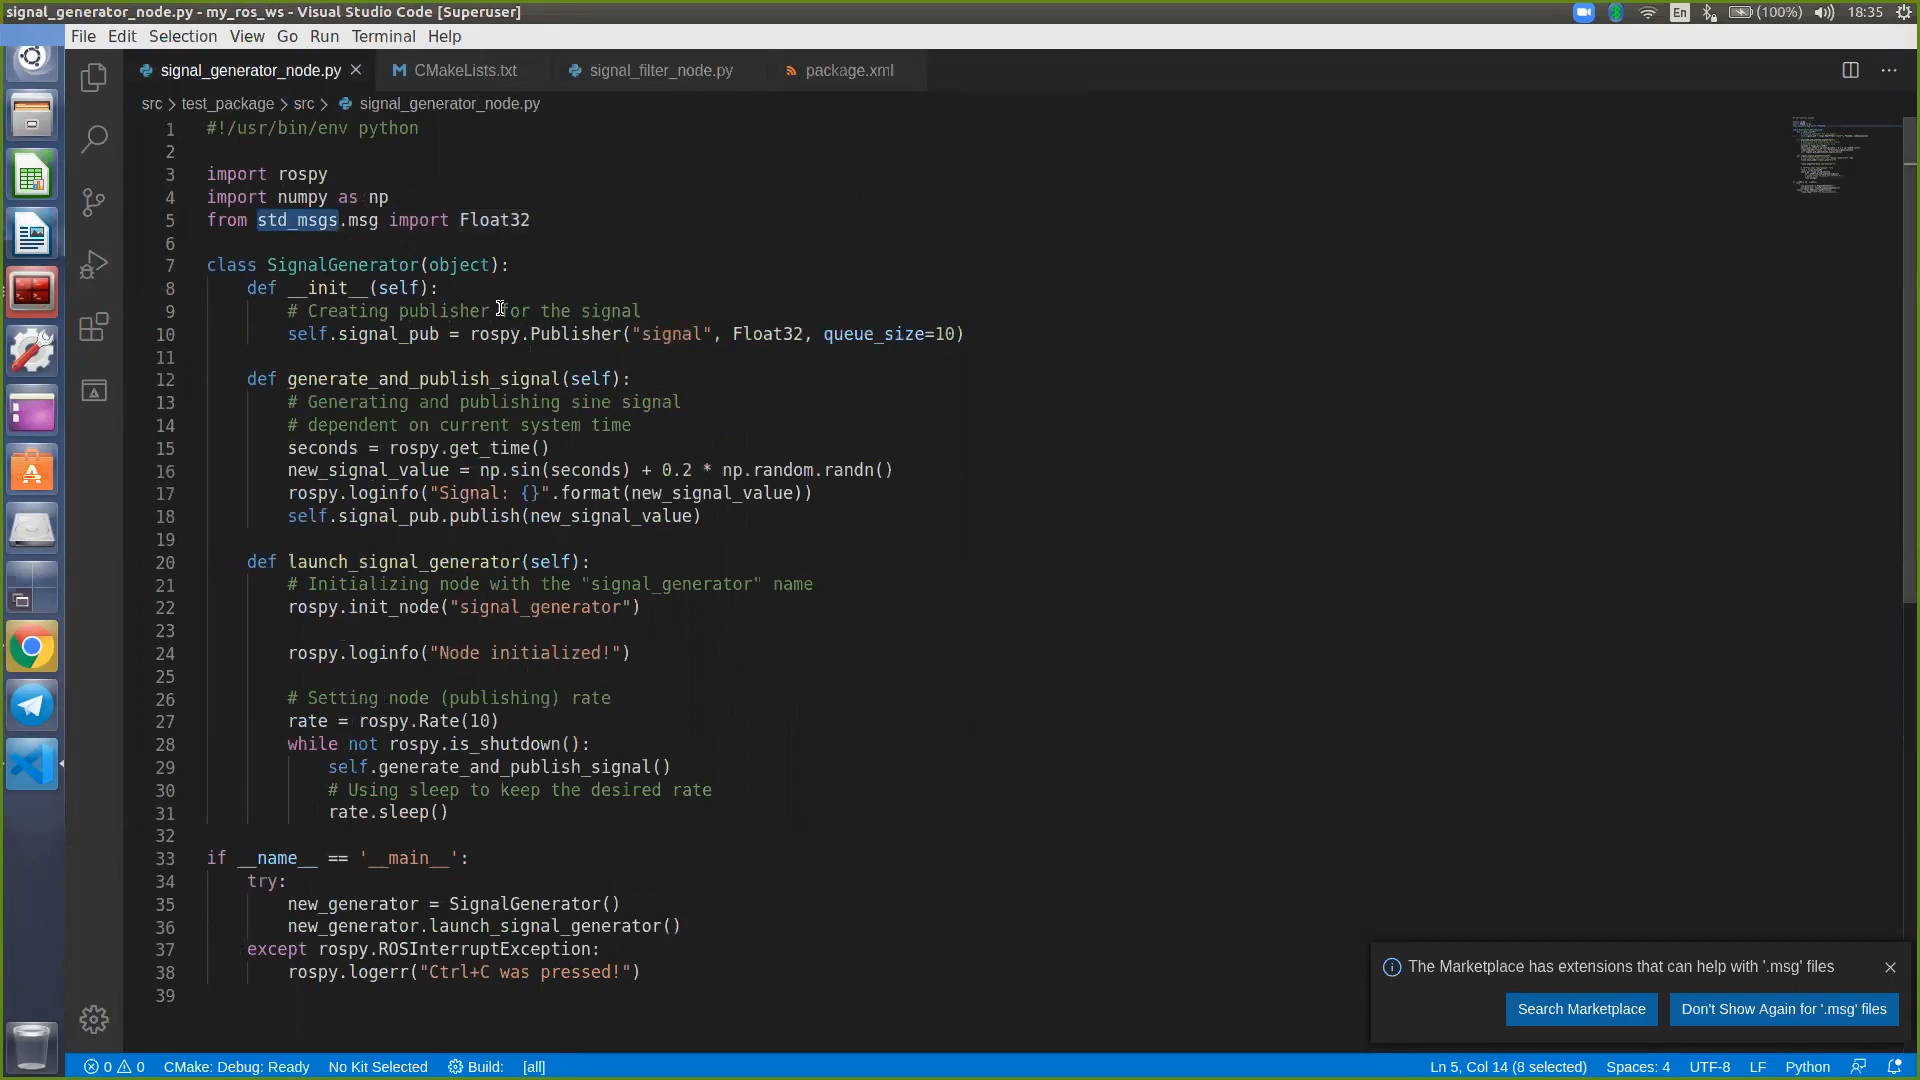 signal_generator_node.py - my_ros_ws - Visual Studio Code [Superuser]
En (100%) 18:35
File Edit Selection View Go Run Terminal Help
signal_generator_node.py CMakeLists.txt signal_filter_node.py package.xml
src > test_package > src > signal_generator_node.py
1 #!/usr/bin/env python
2
3 import rospy
4 import numpy as np
5 from std_msgs.msg import Float32
6
7 class SignalGenerator(object):
8 def __init__(self):
9 # Creating publisher for the signal
10 self.signal_pub = rospy.Publisher("signal", Float32, queue_size=10)
11
12 def generate_and_publish_signal(self):
13 # Generating and publishing sine signal
14 # dependent on current system time
15 seconds = rospy.get_time()
16 new_signal_value = np.sin(seconds) + 0.2 * np.random.randn()
17 rospy.loginfo("Signal: {}".format(new_signal_value))
18 self.signal_pub.publish(new_signal_value)
19
20 def launch_signal_generator(self):
21 # Initializing node with the "signal_generator" name
22 rospy.init_node("signal_generator")
23
24 rospy.loginfo("Node initialized!")
25
26 # Setting node (publishing) rate
27 rate = rospy.Rate(10)
28 while not rospy.is_shutdown():
29 self.generate_and_publish_signal()
30 # Using sleep to keep the desired rate
31 rate.sleep()
32
33 if __name__ == '__main__':
34 try:
35 new_generator = SignalGenerator()
36 new_generator.launch_signal_generator()
37 except rospy.ROSInterruptException:
38 rospy.logerr("Ctrl+C was pressed!")
39
The Marketplace has extensions that can help with '.msg' files
Search Marketplace Don't Show Again for '.msg' files
0 0 CMake: Debug: Ready No Kit Selected Build: [all] Ln 5, Col 14 (8 selected) Spaces: 4 UTF-8 LF Python